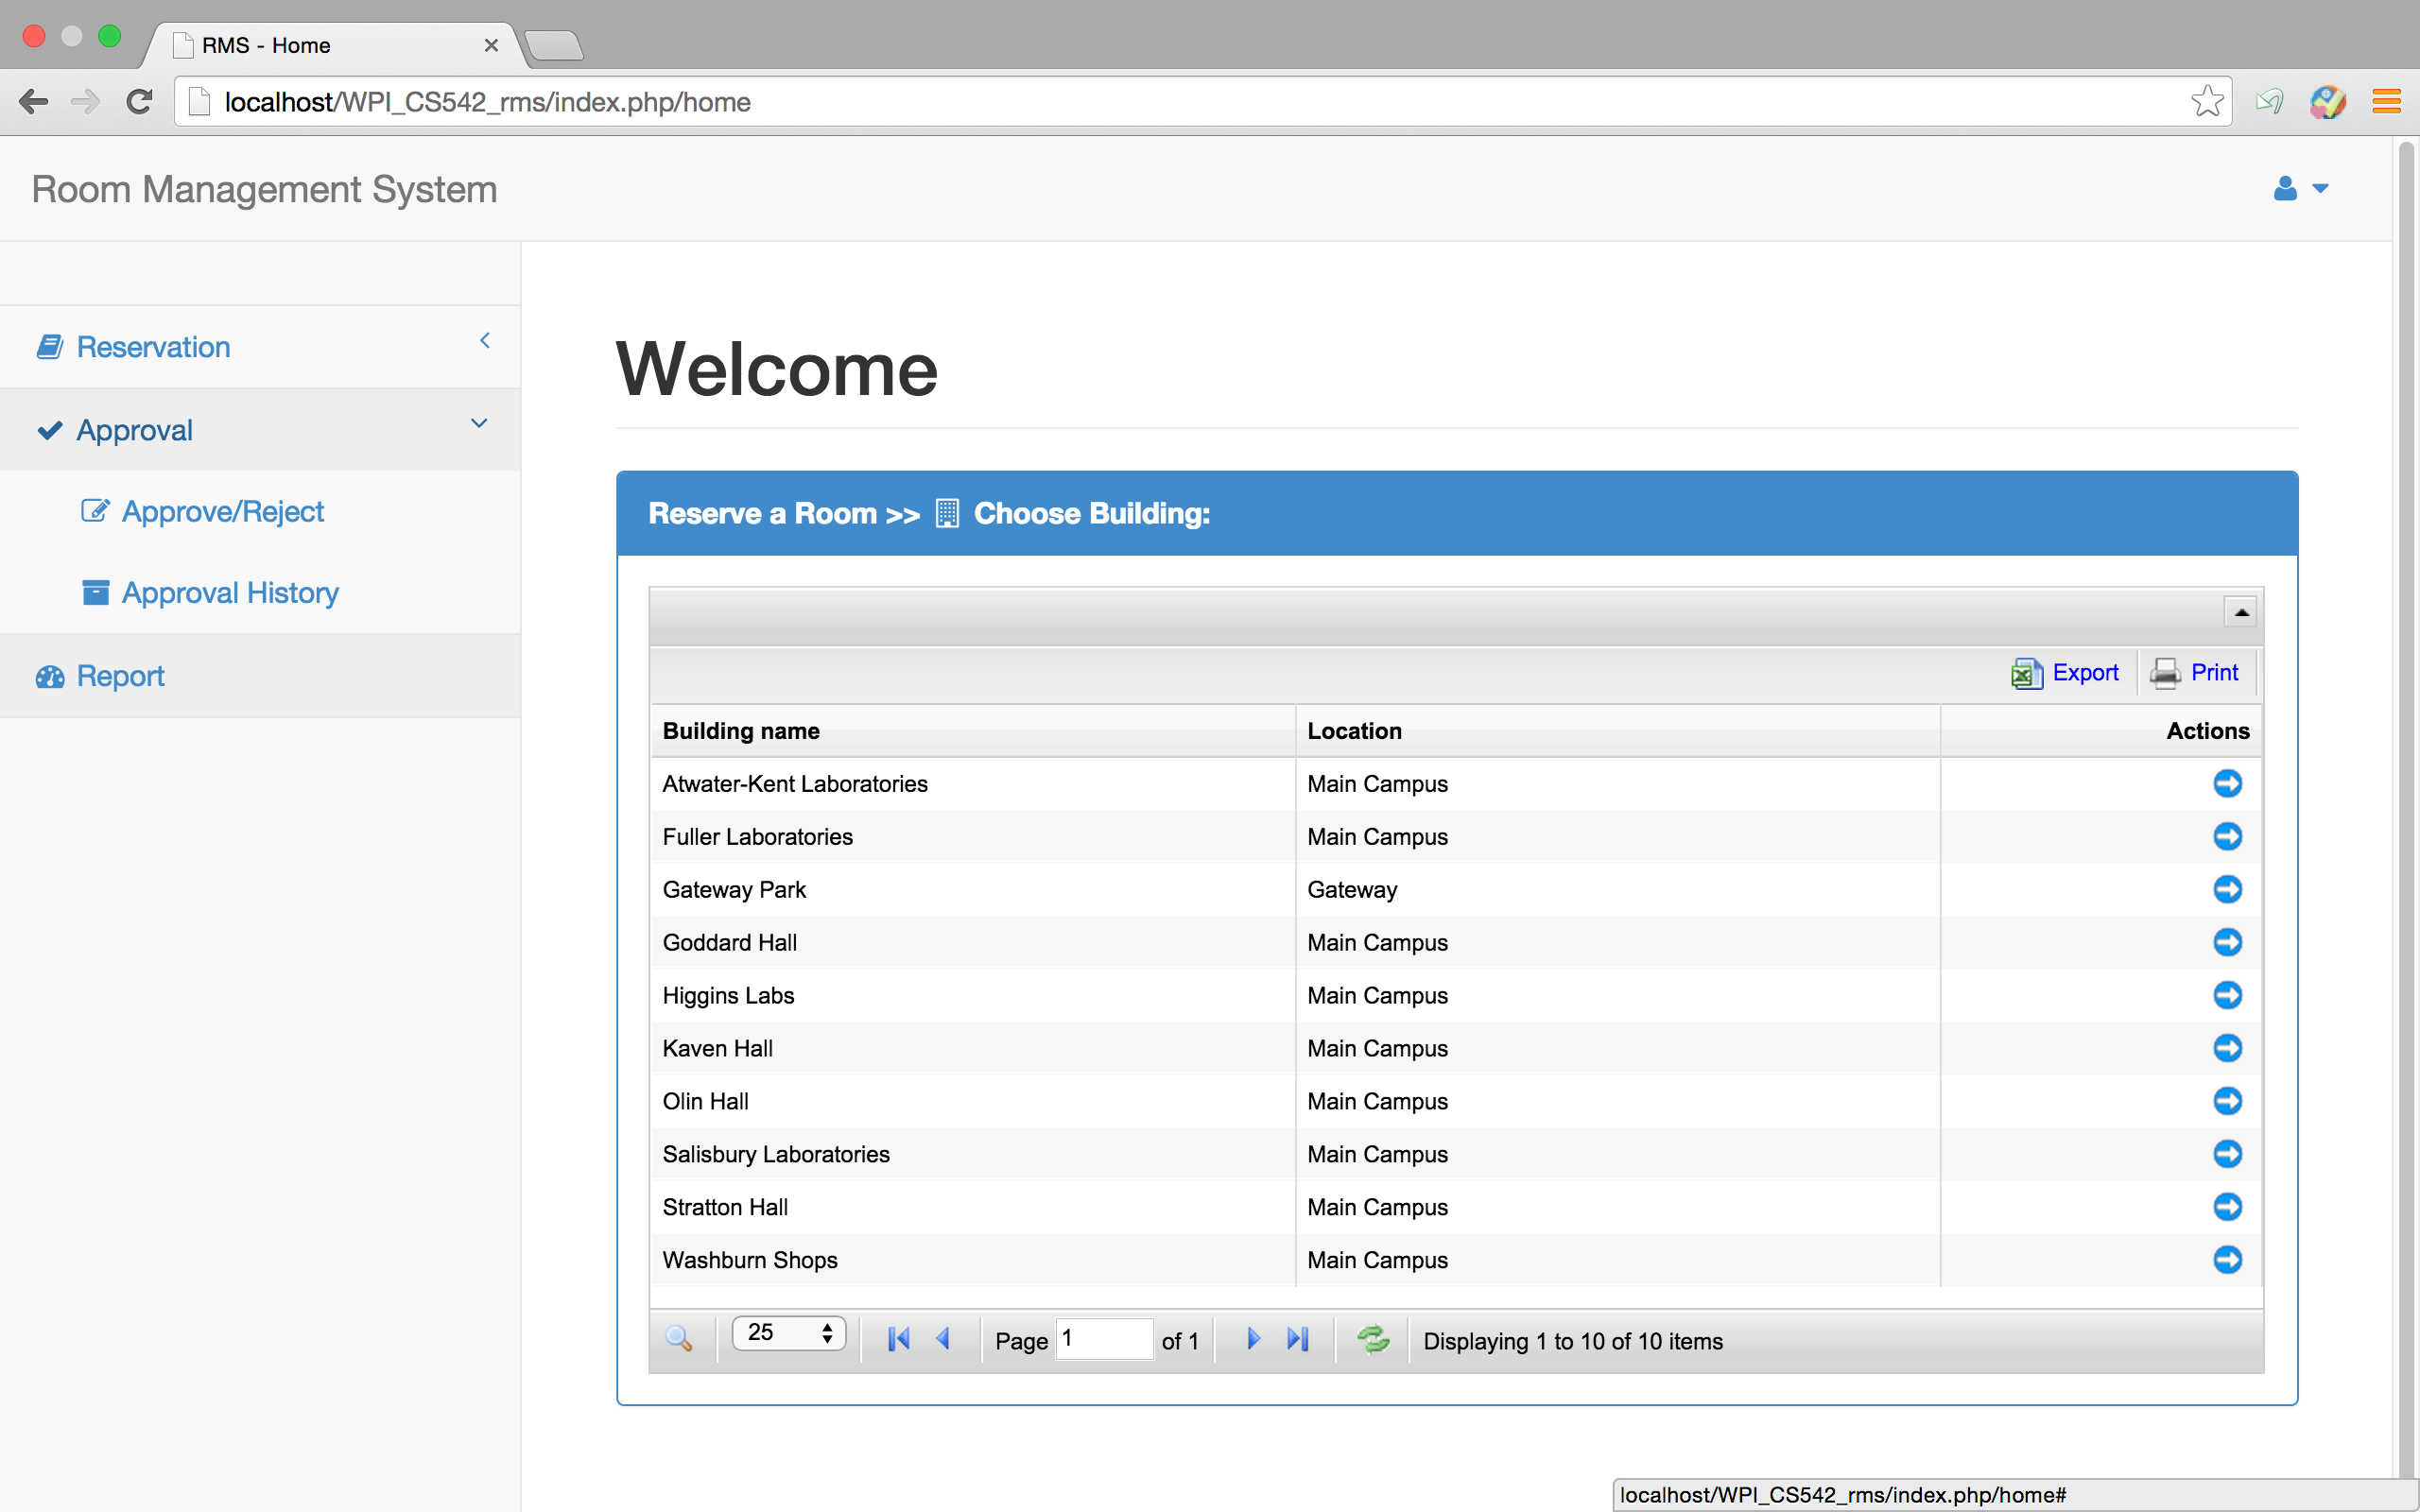 RMS - Home
localhost/WPI_CS542_rms/index.php/home
Room Management System
Reservation
Approval
Approve/Reject
Approval History
Report
Welcome
Reserve a Room >> Choose Building:
Export Print
Building name Location Actions
Atwater-Kent Laboratories Main Campus
Fuller Laboratories Main Campus
Gateway Park Gateway
Goddard Hall Main Campus
Higgins Labs Main Campus
Kaven Hall Main Campus
Olin Hall Main Campus
Salisbury Laboratories Main Campus
Stratton Hall Main Campus
Washburn Shops Main Campus
25 Page 1 of 1 Displaying 1 to 10 of 10 items
localhost/WPI_CS542_rms/index.php/home#